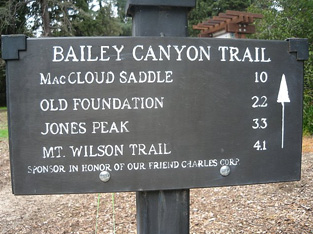 BAILEY CANYON TRAIL
MACCLOUD SADDLE 1.0
OLD FOUNDATION 2.2
JONES PEAK 3.3
MT. WILSON TRAIL 4.1
SPONSOR IN HONOR OF OUR FRIEND CHARLES CORP